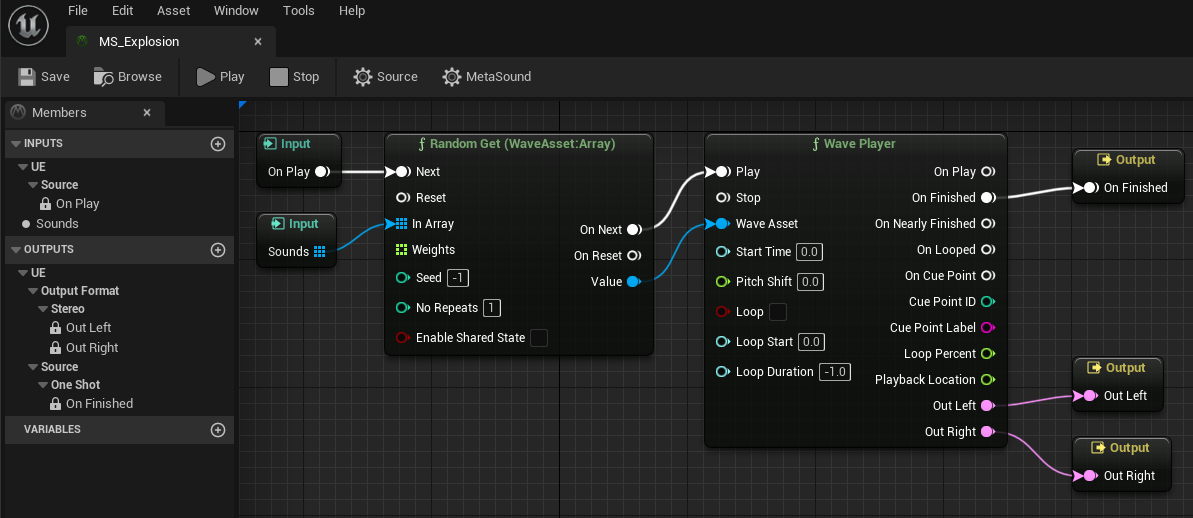 File Edit Asset Window Tools Help
MS_Explosion
Save Browse Play Stop Source MetaSound
Members
INPUTS
UE
Source
On Play
Sounds
OUTPUTS
UE
Output Format
Stereo
Out Left
Out Right
Source
One Shot
On Finished
VARIABLES
Input
On Play
Input
Sounds
Random Get (WaveAsset:Array)
Next
Reset
In Array
Weights
Seed -1
No Repeats 1
Enable Shared State
On Next
On Reset
Value
Wave Player
Play
Stop
Wave Asset
Start Time 0.0
Pitch Shift 0.0
Loop
Loop Start 0.0
Loop Duration -1.0
On Play
On Finished
On Nearly Finished
On Looped
On Cue Point
Cue Point ID
Cue Point Label
Loop Percent
Playback Location
Out Left
Out Right
Output
On Finished
Output
Out Left
Output
Out Right